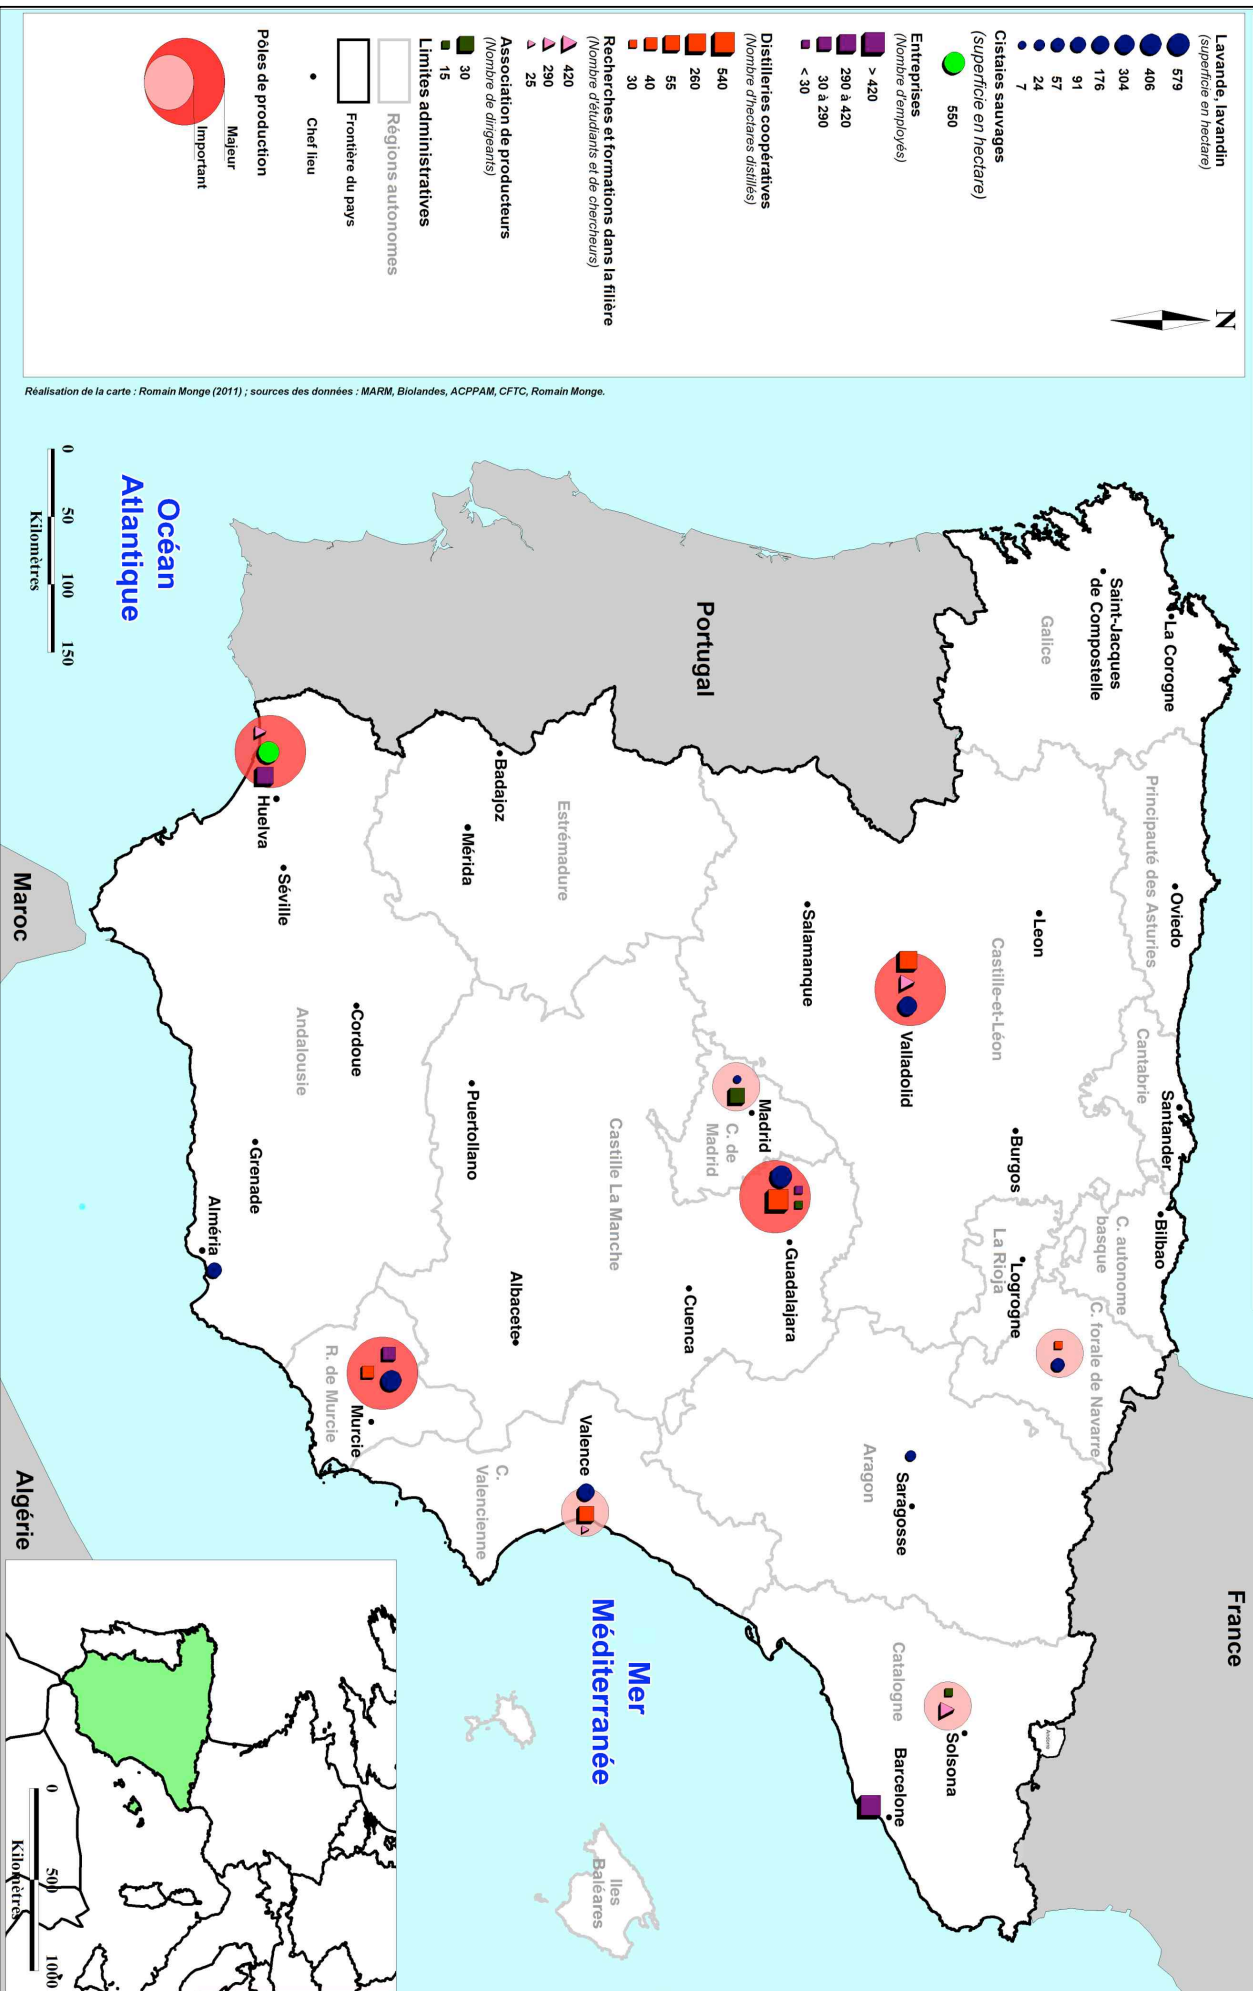 Lavande, lavandin
(superficie en hectare)
579
406
304
176
91
57
24
7
Cistaies sauvages
(superficie en hectare)
550
Entreprises
(Nombre d'employés)
> 420
290 à 420
30 à 290
< 30
Distilleries coopératives
(Nombre d'hectares distillés)
540
260
55
40
30
Recherches et formations dans la filière
(Nombre d'étudiants et de chercheurs)
420
290
25
Association de producteurs
(Nombre de dirigeants)
30
15
Limites administratives
Régions autonomes
Frontière du pays
Chef lieu
Pôles de production
Majeur
Important
N
Réalisation de la carte : Romain Monge (2011) ; sources des données : MARM, Biolandes, ACPPAM, CFTC, Romain Monge.
0 50 100 150
Kilomètres
Océan
Atlantique
Portugal
France
Maroc
Algérie
Mer
Méditerranée
La Corogne
Saint-Jacques
de Compostelle
Galice
Principauté des Asturies
Oviedo
Cantabrie
Santander
Bilbao
C. autonome
basque
C. forale de Navarre
Leon
Castille-et-Léon
Burgos
La Rioja
Logrogne
Valladolid
Salamanque
Madrid
C. de
Madrid
Guadalajara
Cuenca
Aragon
Saragosse
Catalogne
Solsona
Barcelone
Andorre
Estrémadure
Badajoz
Mérida
Castille La Manche
Puertollano
Albacete
Valence
C.
Valencienne
Iles
Baléares
Huelva
Séville
Cordoue
Andalousie
Grenade
Alméria
R. de Murcie
Murcie
0 500 1000
Kilomètres